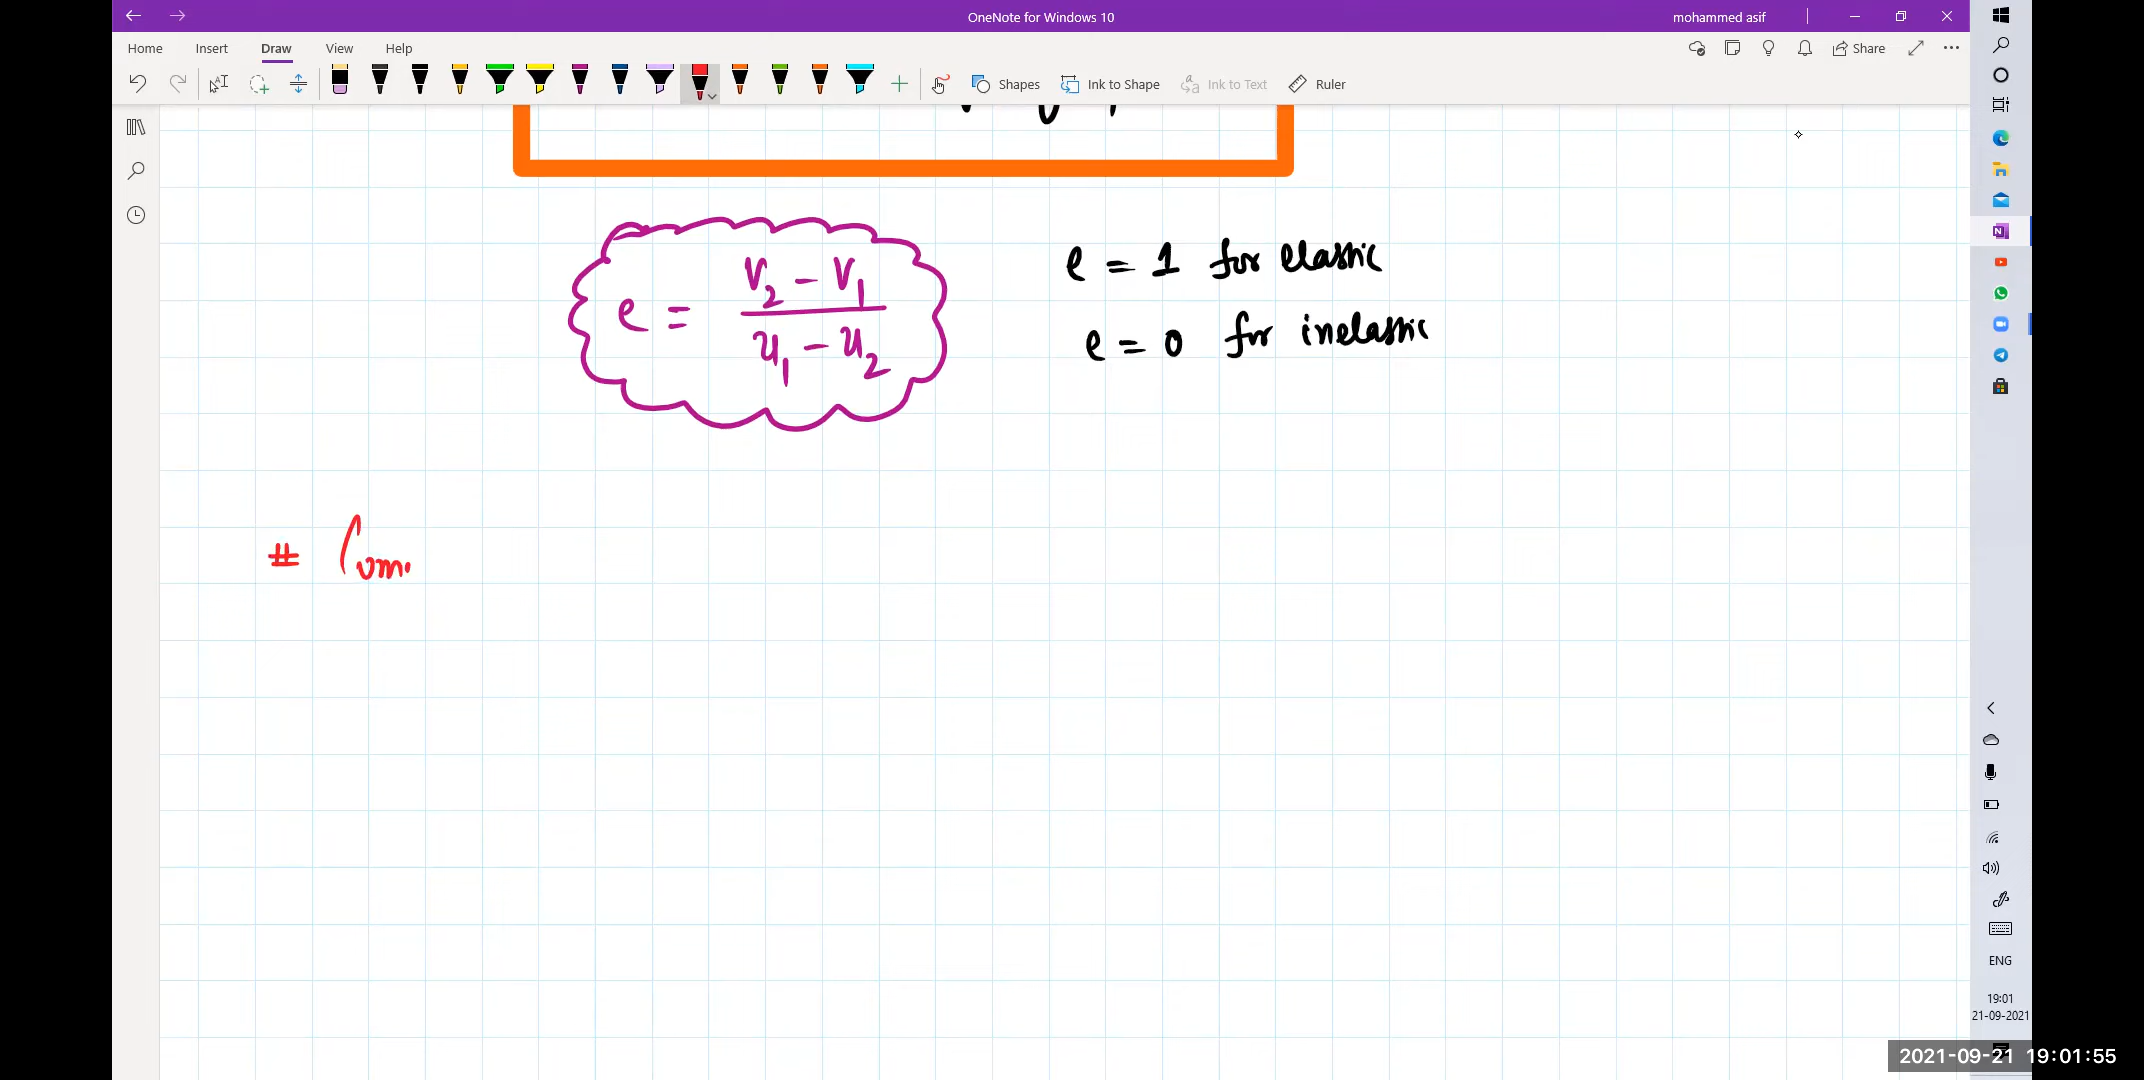 OneNote for Windows 10
mohammed asif
Home Insert Draw View Help
Share
Shapes Ink to Shape Ink to Text Ruler
e = V₂ - V₁ / u₁ - u₂
e = 1 for elastic
e = 0 for inelastic
# Com
ENG
19:01
21-09-2021
2021-09-21 19:01:55